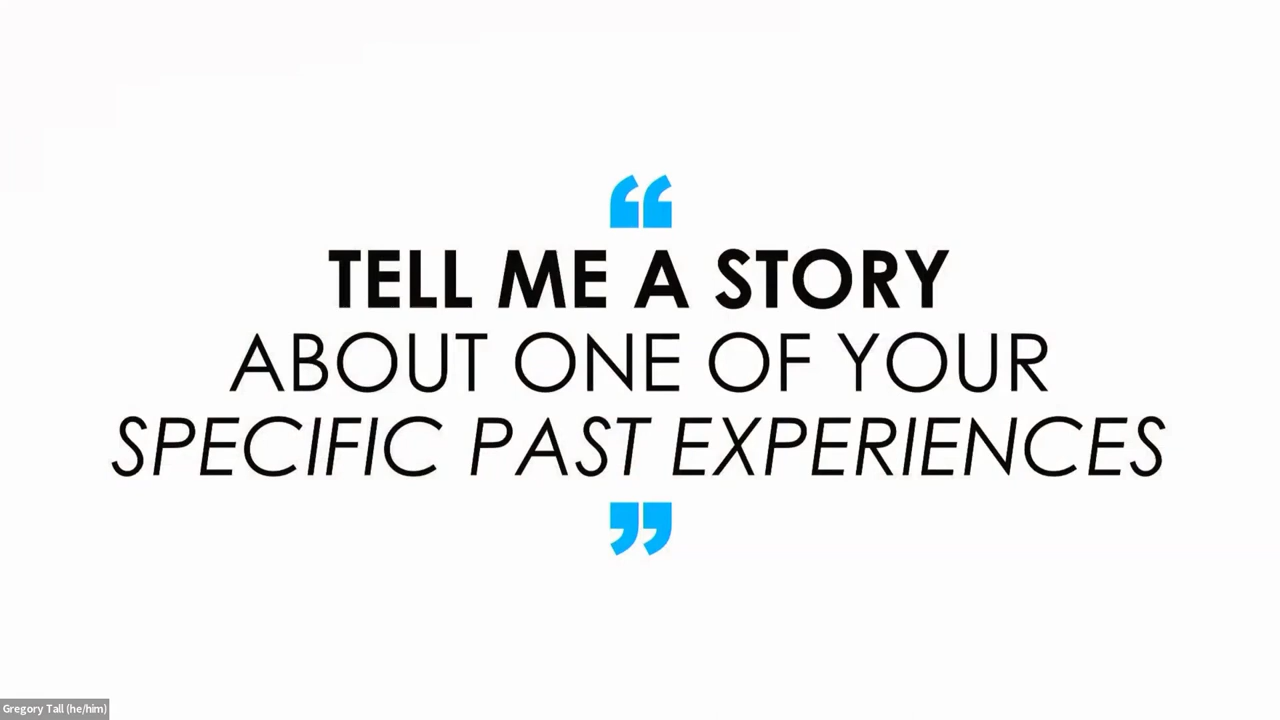 “
TELL ME A STORY
ABOUT ONE OF YOUR
SPECIFIC PAST EXPERIENCES
”
Gregory Tall (he/him)